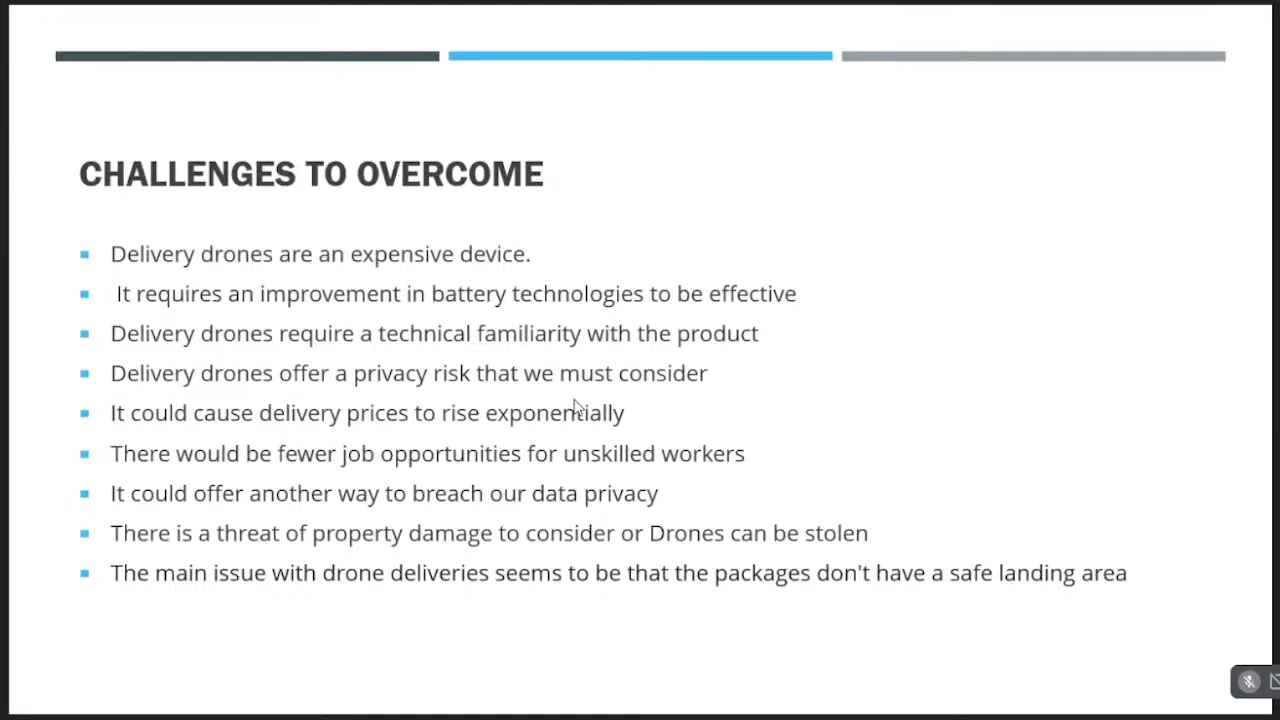 CHALLENGES TO OVERCOME
Delivery drones are an expensive device.
It requires an improvement in battery technologies to be effective
Delivery drones require a technical familiarity with the product
Delivery drones offer a privacy risk that we must consider
It could cause delivery prices to rise exponentially
There would be fewer job opportunities for unskilled workers
It could offer another way to breach our data privacy
There is a threat of property damage to consider or Drones can be stolen
The main issue with drone deliveries seems to be that the packages don't have a safe landing area